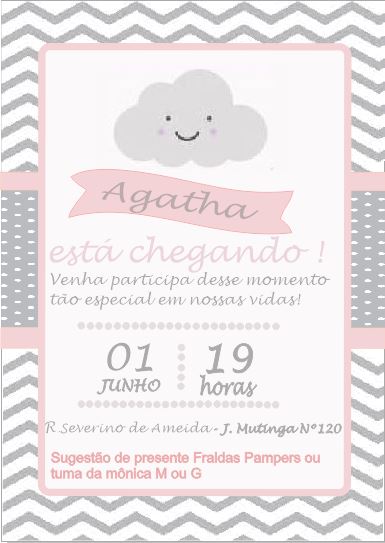 Agatha
está chegando !
Venha participa desse momento
tão especial em nossas vidas!
01 19
JUNHO horas
R Severino de Almeida - J. Mutinga Nº120
Sugestão de presente Fraldas Pampers ou
tuma da mônica M ou G